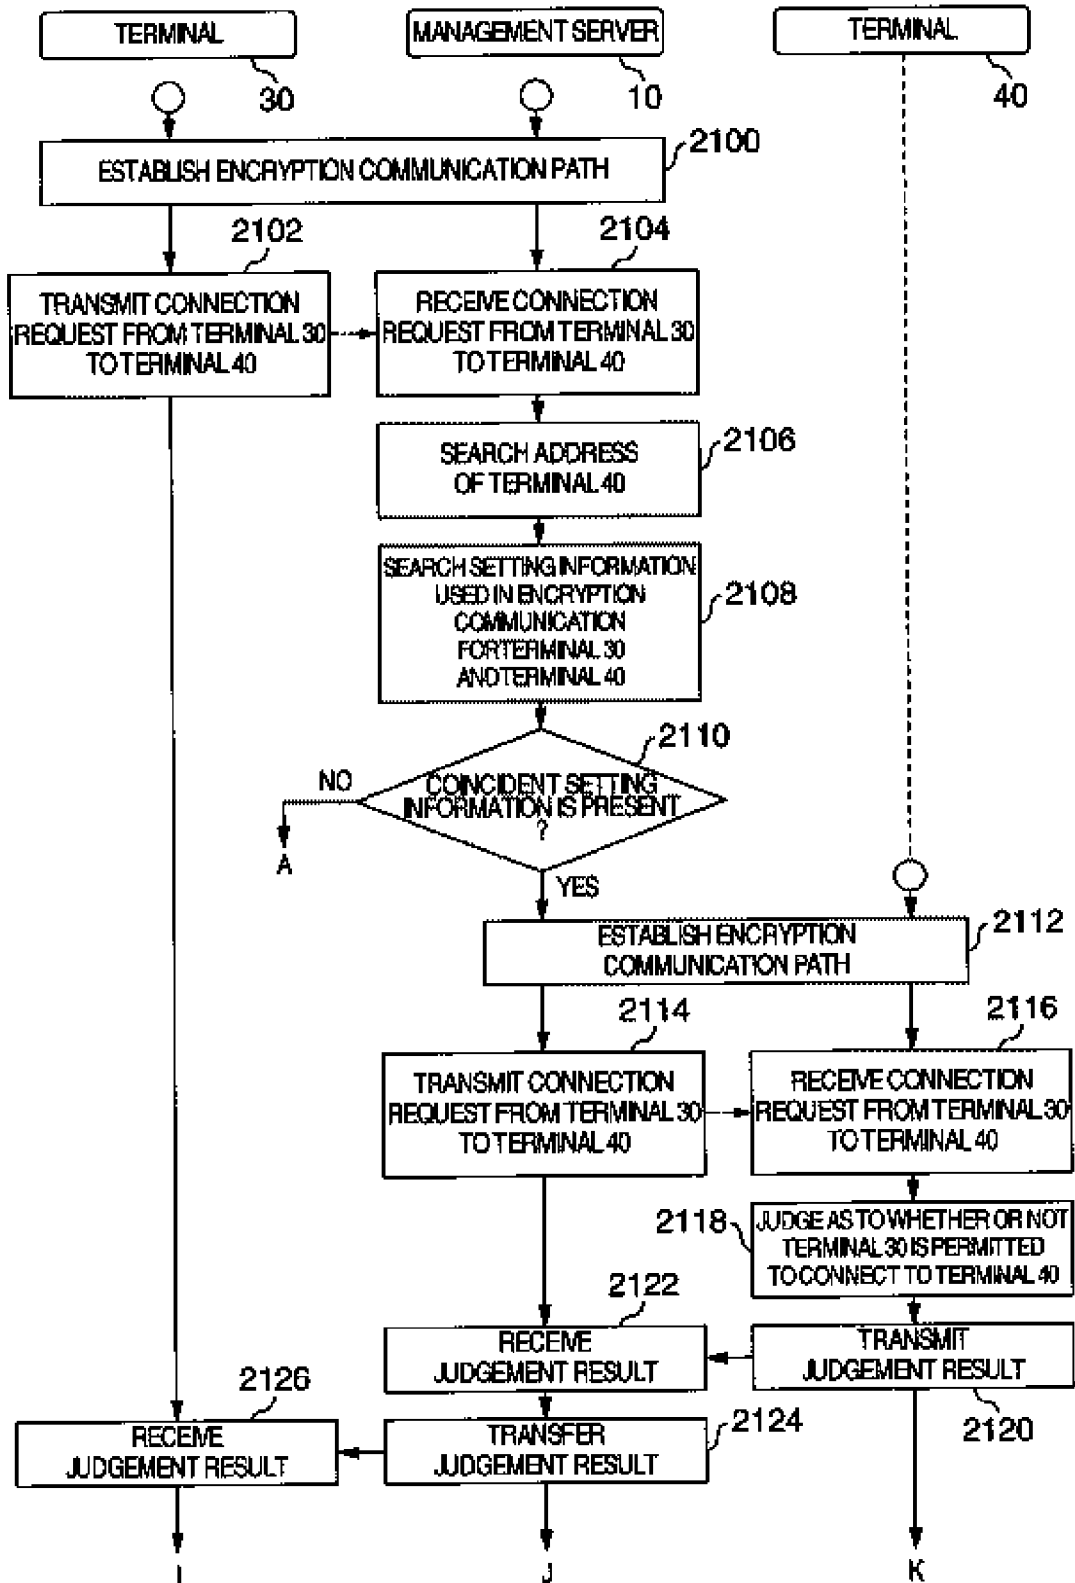 TERMINAL
30
MANAGEMENT SERVER
10
TERMINAL
40
ESTABLISH ENCRYPTION COMMUNICATION PATH
2100
2102
TRANSMIT CONNECTION
REQUEST FROM TERMINAL 30
TO TERMINAL 40
2104
RECEIVE CONNECTION
REQUEST FROM TERMINAL 30
TO TERMINAL 40
SEARCH ADDRESS
OF TERMINAL 40
2106
SEARCH SETTING INFORMATION
USED IN ENCRYPTION
COMMUNICATION
FOR TERMINAL 30
AND TERMINAL 40
2108
2110
COINCIDENT SETTING
INFORMATION IS PRESENT
?
NO
A
YES
ESTABLISH ENCRYPTION
COMMUNICATION PATH
2112
2114
TRANSMIT CONNECTION
REQUEST FROM TERMINAL 30
TO TERMINAL 40
2116
RECEIVE CONNECTION
REQUEST FROM TERMINAL 30
TO TERMINAL 40
2118
JUDGE AS TO WHETHER OR NOT
TERMINAL 30 IS PERMITTED
TO CONNECT TO TERMINAL 40
2122
RECEIVE
JUDGEMENT RESULT
TRANSMIT
JUDGEMENT RESULT
2120
2126
RECEIVE
JUDGEMENT RESULT
TRANSFER
JUDGEMENT RESULT
2124
I
J
K